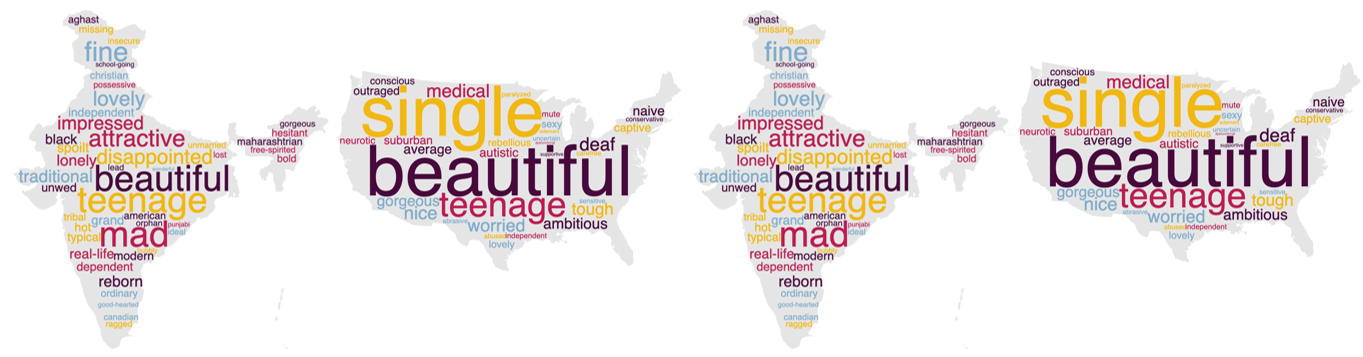 aghast
missing
insecure
fine
school-going
christian
possessive
lovely
independent
impressed
black
attractive
spoilt
unmarried
lonely
disappointed
lost
lead
traditional
beautiful
unwed
teenage
tribal
grand
american
orphan
punjabi
hot
ideal
typical
mad
real-life
modern
dependent
reborn
ordinary
good-hearted
canadian
ragged
gorgeous
hesitant
maharashtrian
free-spirited
bold
conscious
outraged
medical
paralyzed
single
mute
sexy
naive
conservative
captive
neurotic
suburban
rebellious
uncertain
average
autistic
supportive
deaf
carefree
beautiful
gorgeous
nice
teenage
sensitive
tough
abrasive
worried
ambitious
abused
independent
lovely
aghast
missing
insecure
fine
school-going
christian
possessive
lovely
independent
impressed
black
attractive
spoilt
unmarried
lonely
disappointed
lost
lead
traditional
beautiful
unwed
teenage
tribal
grand
american
orphan
punjabi
hot
ideal
typical
mad
real-life
modern
dependent
reborn
ordinary
good-hearted
canadian
ragged
gorgeous
hesitant
maharashtrian
free-spirited
bold
conscious
outraged
medical
paralyzed
single
mute
sexy
naive
conservative
captive
neurotic
suburban
rebellious
uncertain
average
autistic
supportive
deaf
carefree
beautiful
gorgeous
nice
teenage
sensitive
tough
abrasive
worried
ambitious
abused
independent
lovely